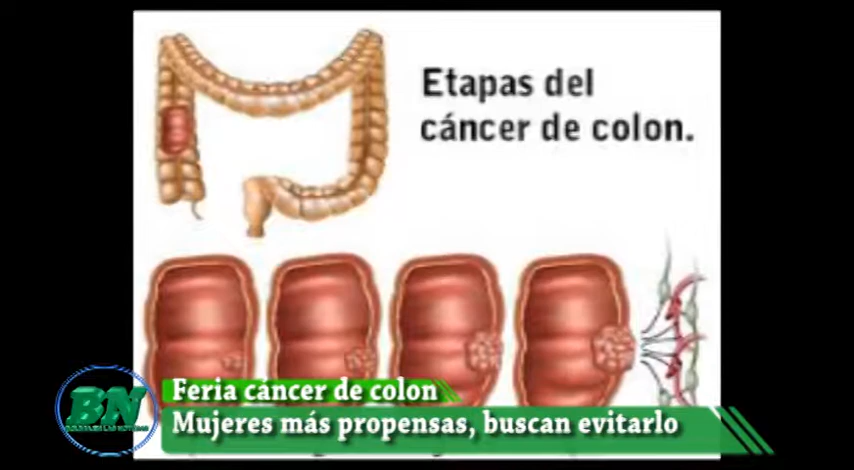 Etapas del
cáncer de colon.
BN
Feria cáncer de colon
Mujeres más propensas, buscan evitarlo